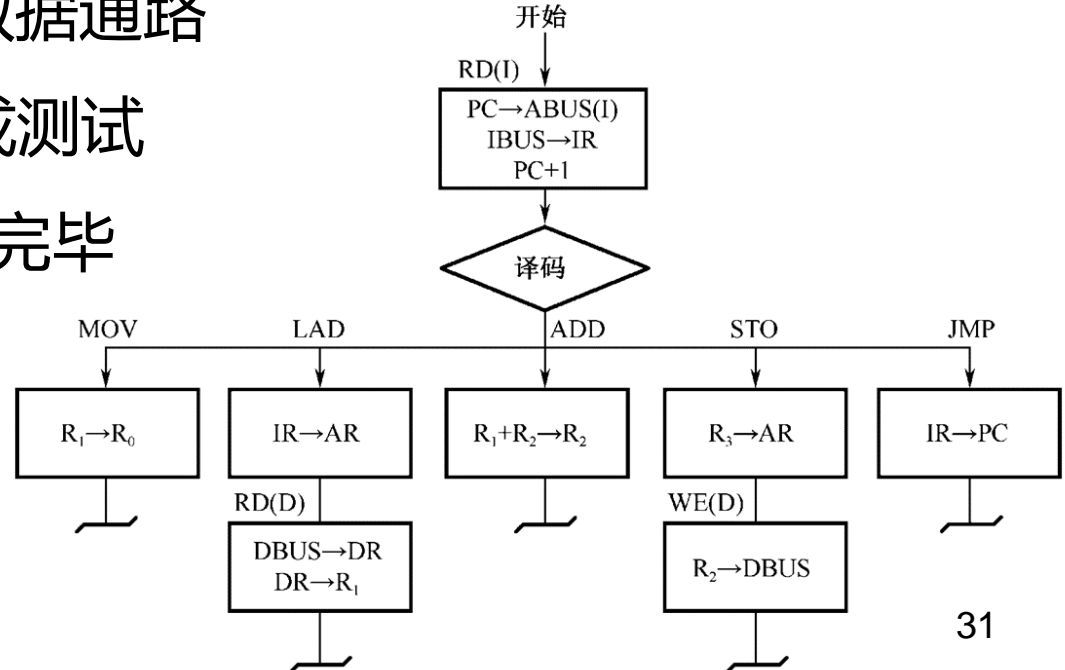 据通路
测试
完毕
开始
RD(I)
PC→ABUS(I)
IBUS→IR
PC+1
译码
MOV LAD ADD STO JMP
R₁→R₀
IR→AR
R₁+R₂→R₂
R₃→AR
IR→PC
RD(D)
WE(D)
DBUS→DR
DR→R₁
R₂→DBUS
31